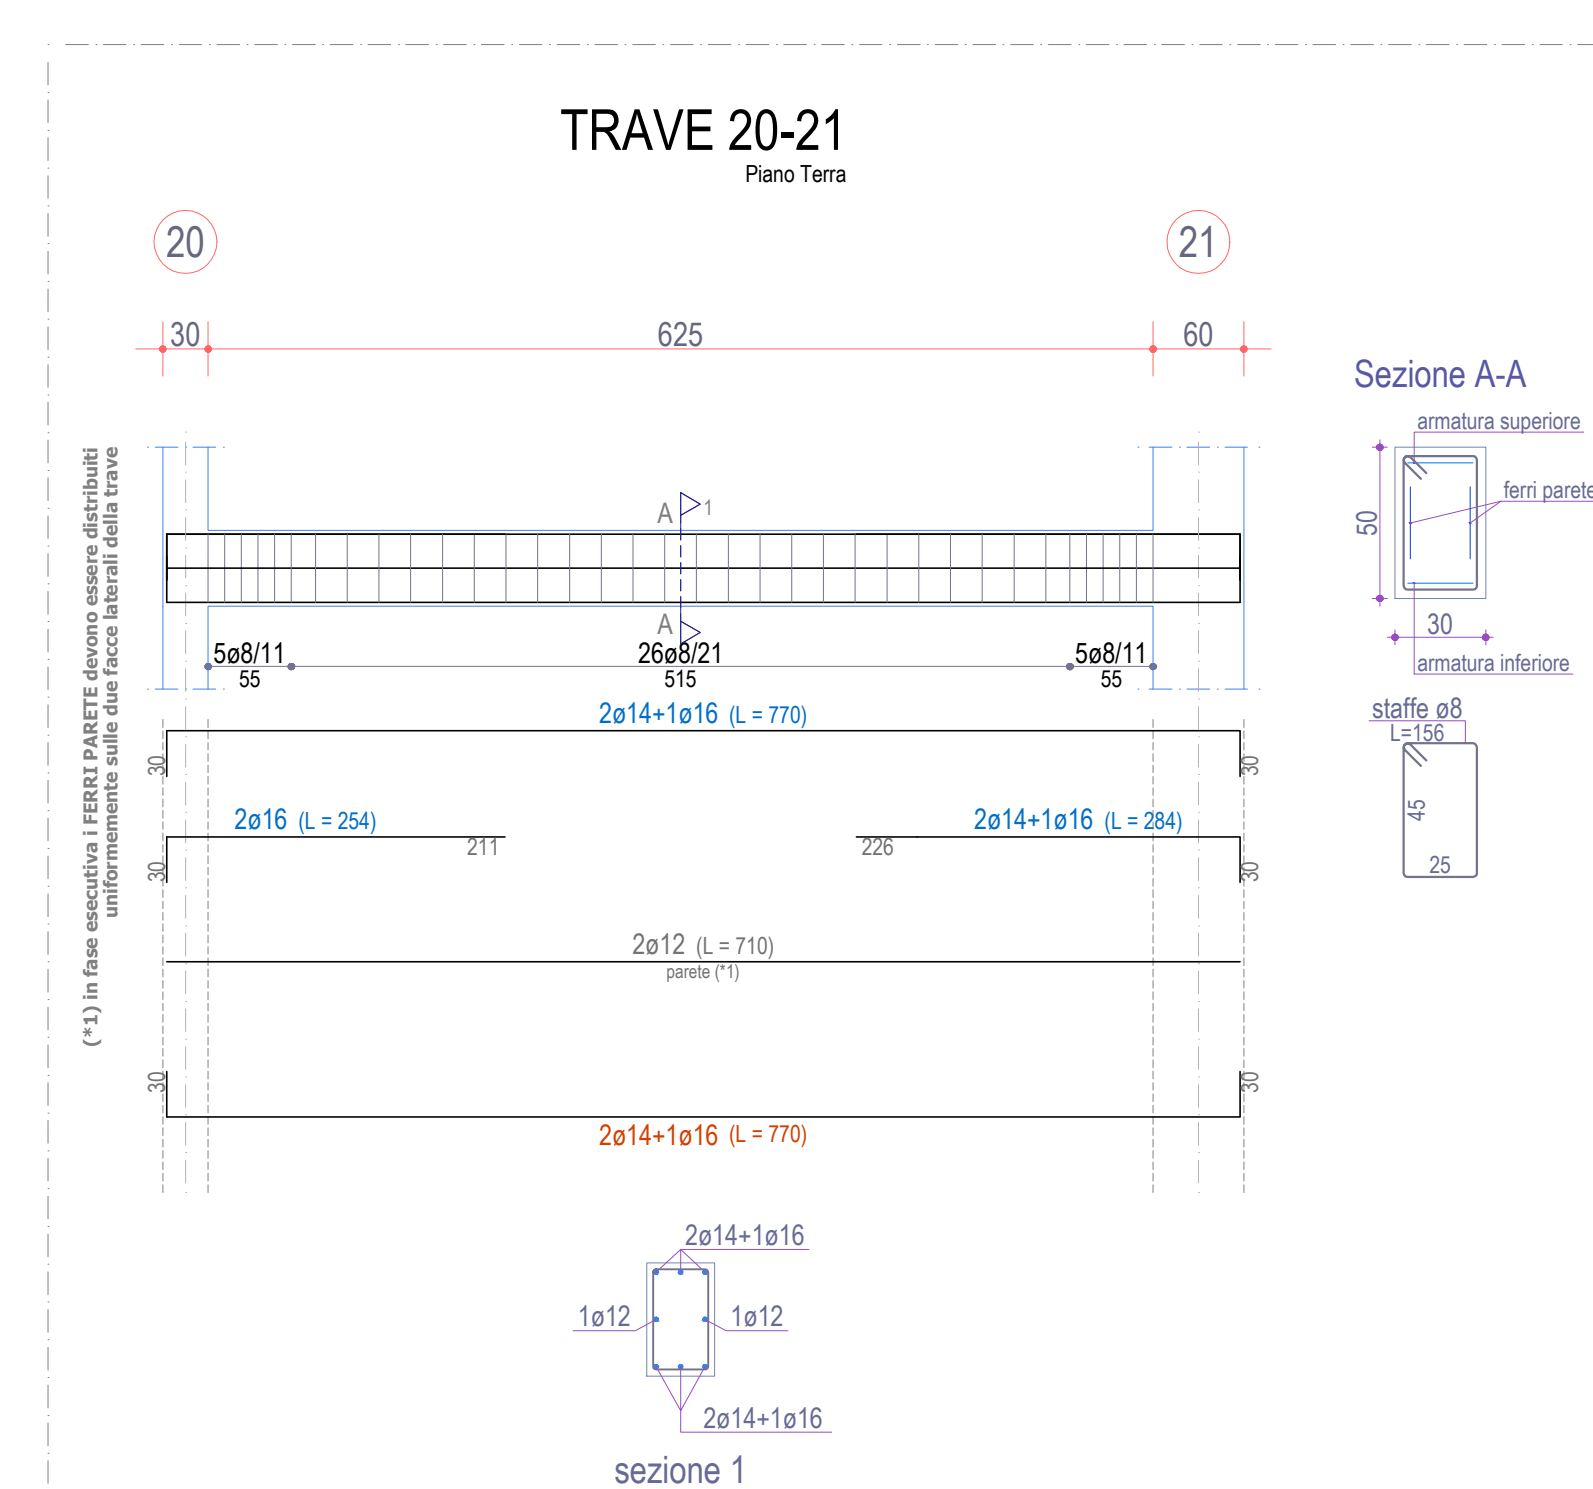 TRAVE 20-21
Piano Terra
20
21
30
625
60
Sezione A-A
armatura superiore
ferri parete
50
30
armatura inferiore
(*1) in fase esecutiva i FERRI PARETE devono essere distribuiti
uniformemente sulle due facce laterali della trave
A
1
A
5ø8/11
26ø8/21
5ø8/11
55
515
55
staffe ø8
L=156
45
25
2ø14+1ø16 (L = 770)
30
30
2ø16 (L = 254)
2ø14+1ø16 (L = 284)
211
226
30
30
2ø12 (L = 710)
parete (*1)
30
30
2ø14+1ø16 (L = 770)
2ø14+1ø16
1ø12
1ø12
2ø14+1ø16
sezione 1